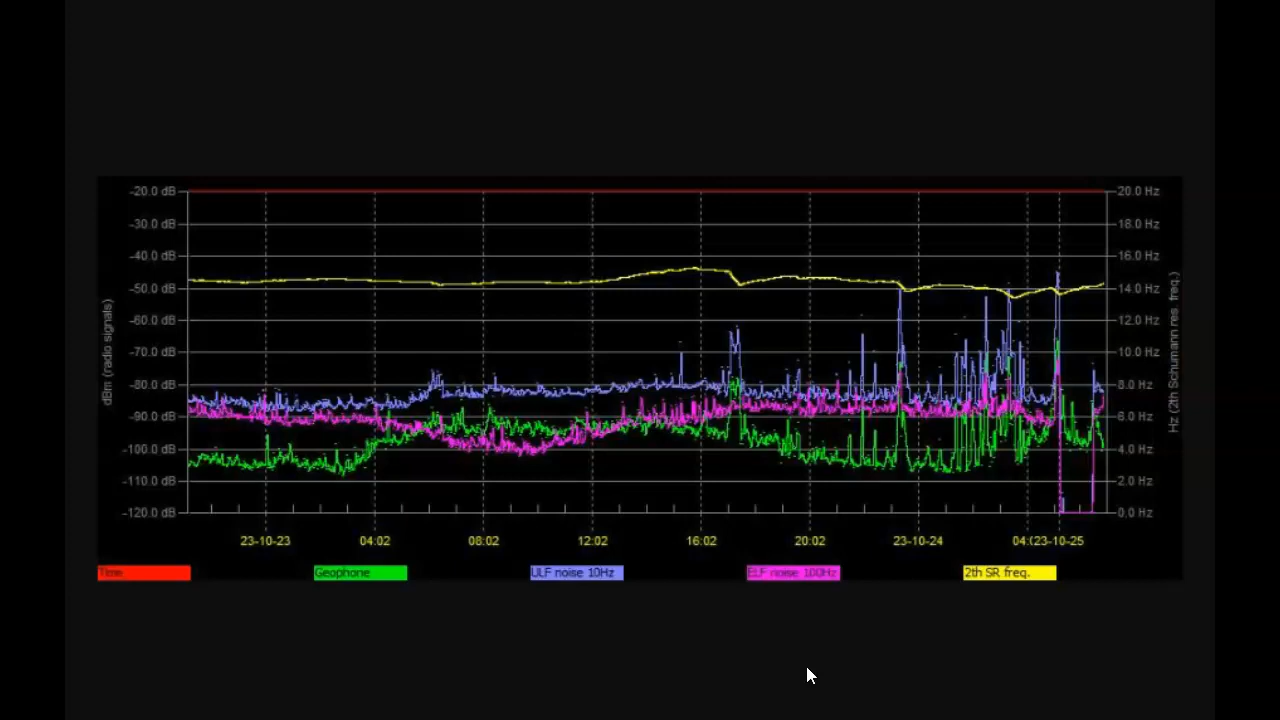 -20.0 dB 20.0 Hz
-30.0 dB 18.0 Hz
-40.0 dB 16.0 Hz
-50.0 dB 14.0 Hz
-60.0 dB 12.0 Hz
-70.0 dB 10.0 Hz
-80.0 dB 8.0 Hz
-90.0 dB 6.0 Hz
-100.0 dB 4.0 Hz
-110.0 dB 2.0 Hz
-120.0 dB 0.0 Hz
dBm (radio signals)
Hz (2th Schumann res. freq.)
23-10-23 04:02 08:02 12:02 16:02 20:02 23-10-24 04:0 23-10-25
Time Geophone ULF noise 10Hz ELF noise 100Hz 2th SR freq.